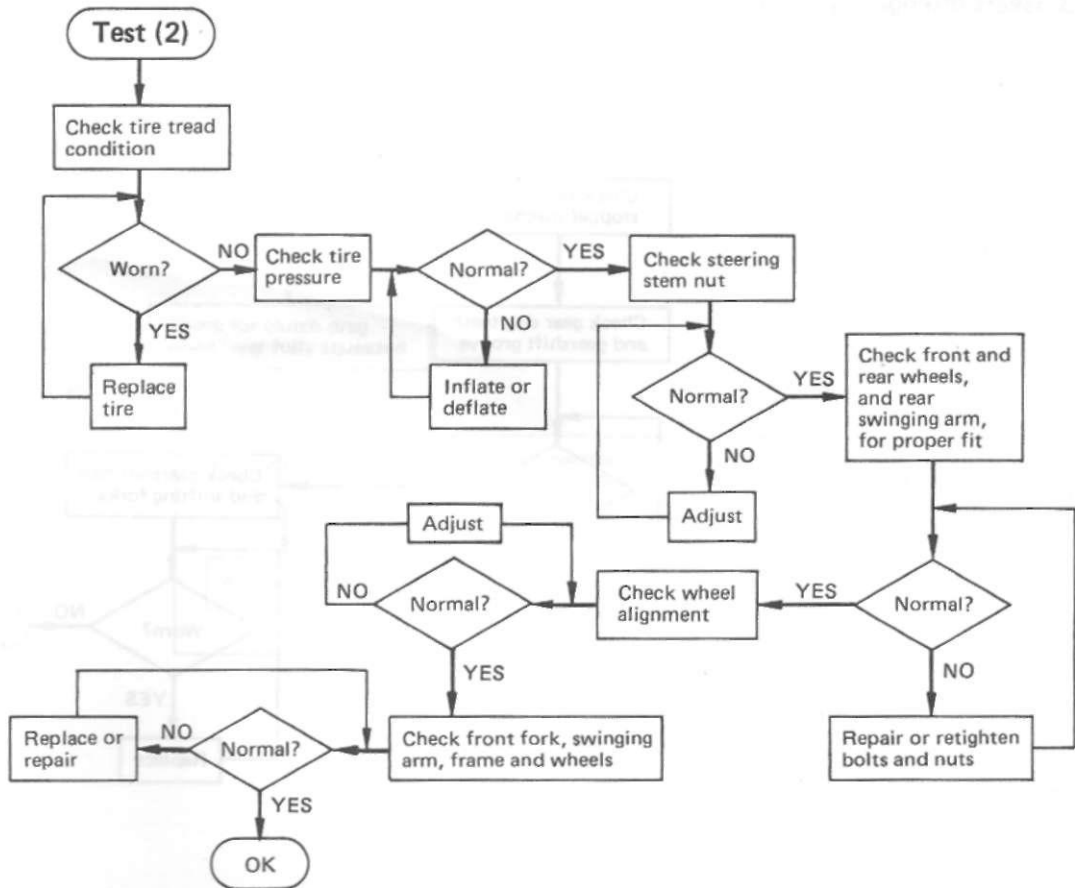 Test (2)
Check tire tread
condition
Worn?
NO
YES
Replace
tire
Check tire
pressure
Normal?
YES
NO
Inflate or
deflate
Check steering
stem nut
Normal?
YES
NO
Adjust
Check front and
rear wheels,
and rear
swinging arm,
for proper fit
Normal?
YES
NO
Repair or retighten
bolts and nuts
Check wheel
alignment
Normal?
NO
Adjust
YES
Check front fork, swinging
arm, frame and wheels
Normal?
NO
Replace or
repair
YES
OK